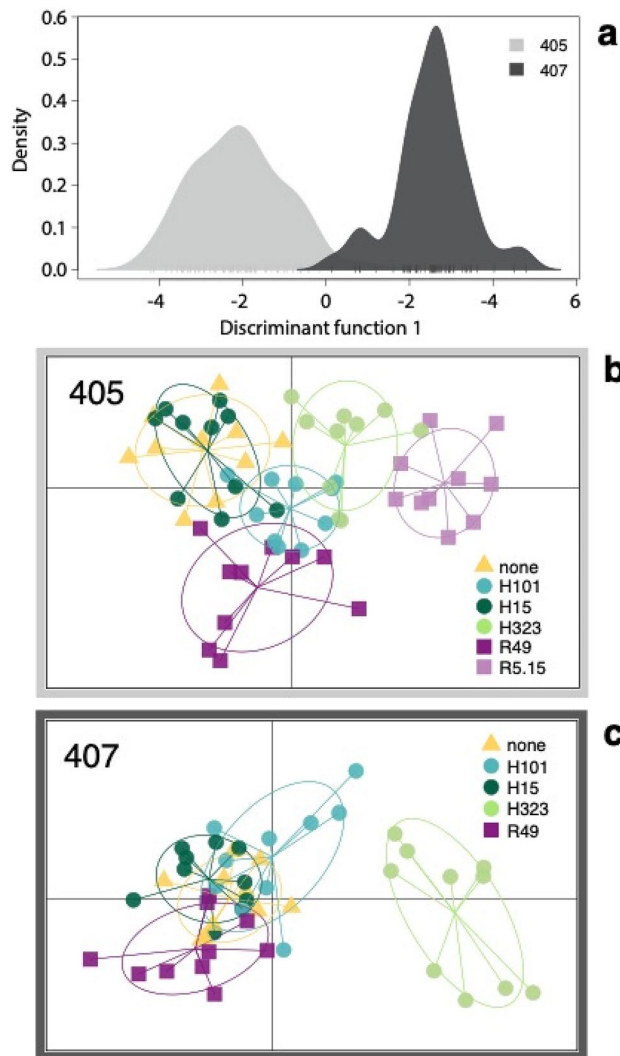 a
0.6
0.5
0.4
0.3
0.2
0.1
0.0
Density
405
407
-4 -2 0 -2 -4 6
Discriminant function 1
b
405
none
H101
H15
H323
R49
R5.15
c
407
none
H101
H15
H323
R49